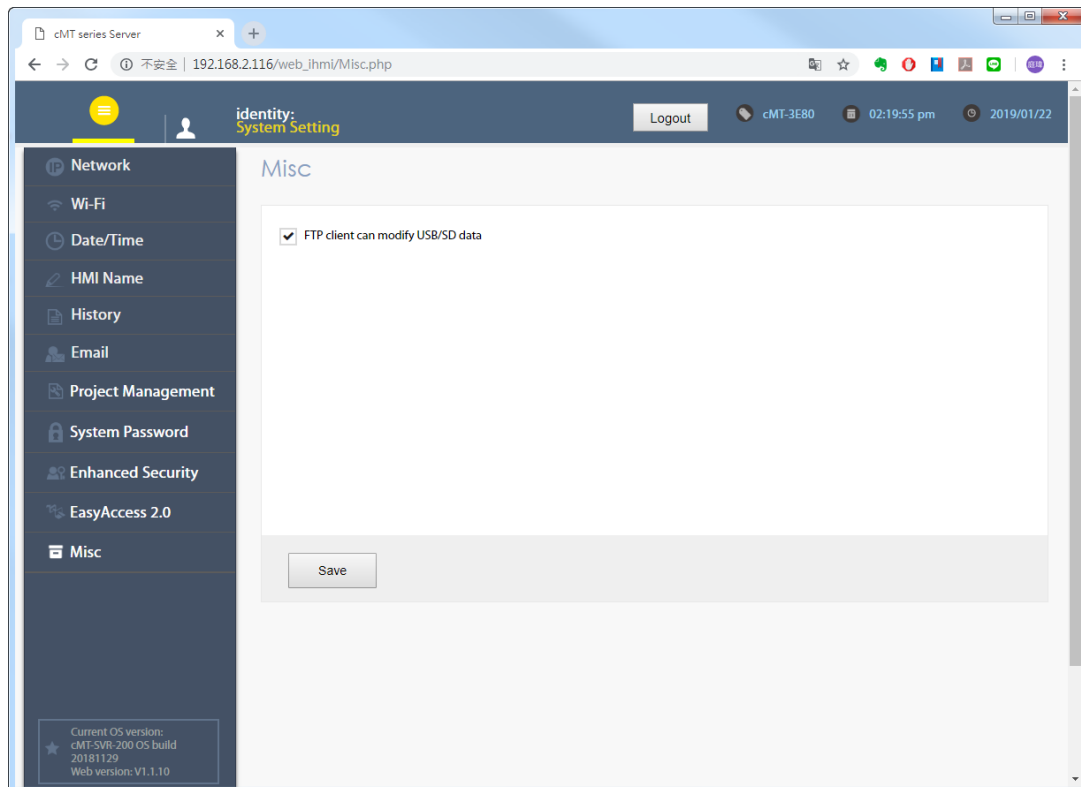 cMT series Server
不安全 | 192.168.2.116/web_ihmi/Misc.php
identity:
System Setting
Logout
cMT-3E80
02:19:55 pm
2019/01/22
Network
Wi-Fi
Date/Time
HMI Name
History
Email
Project Management
System Password
Enhanced Security
EasyAccess 2.0
Misc
Misc
FTP client can modify USB/SD data
Save
Current OS version:
cMT-SVR-200 OS build
20181129
Web version: V1.1.10